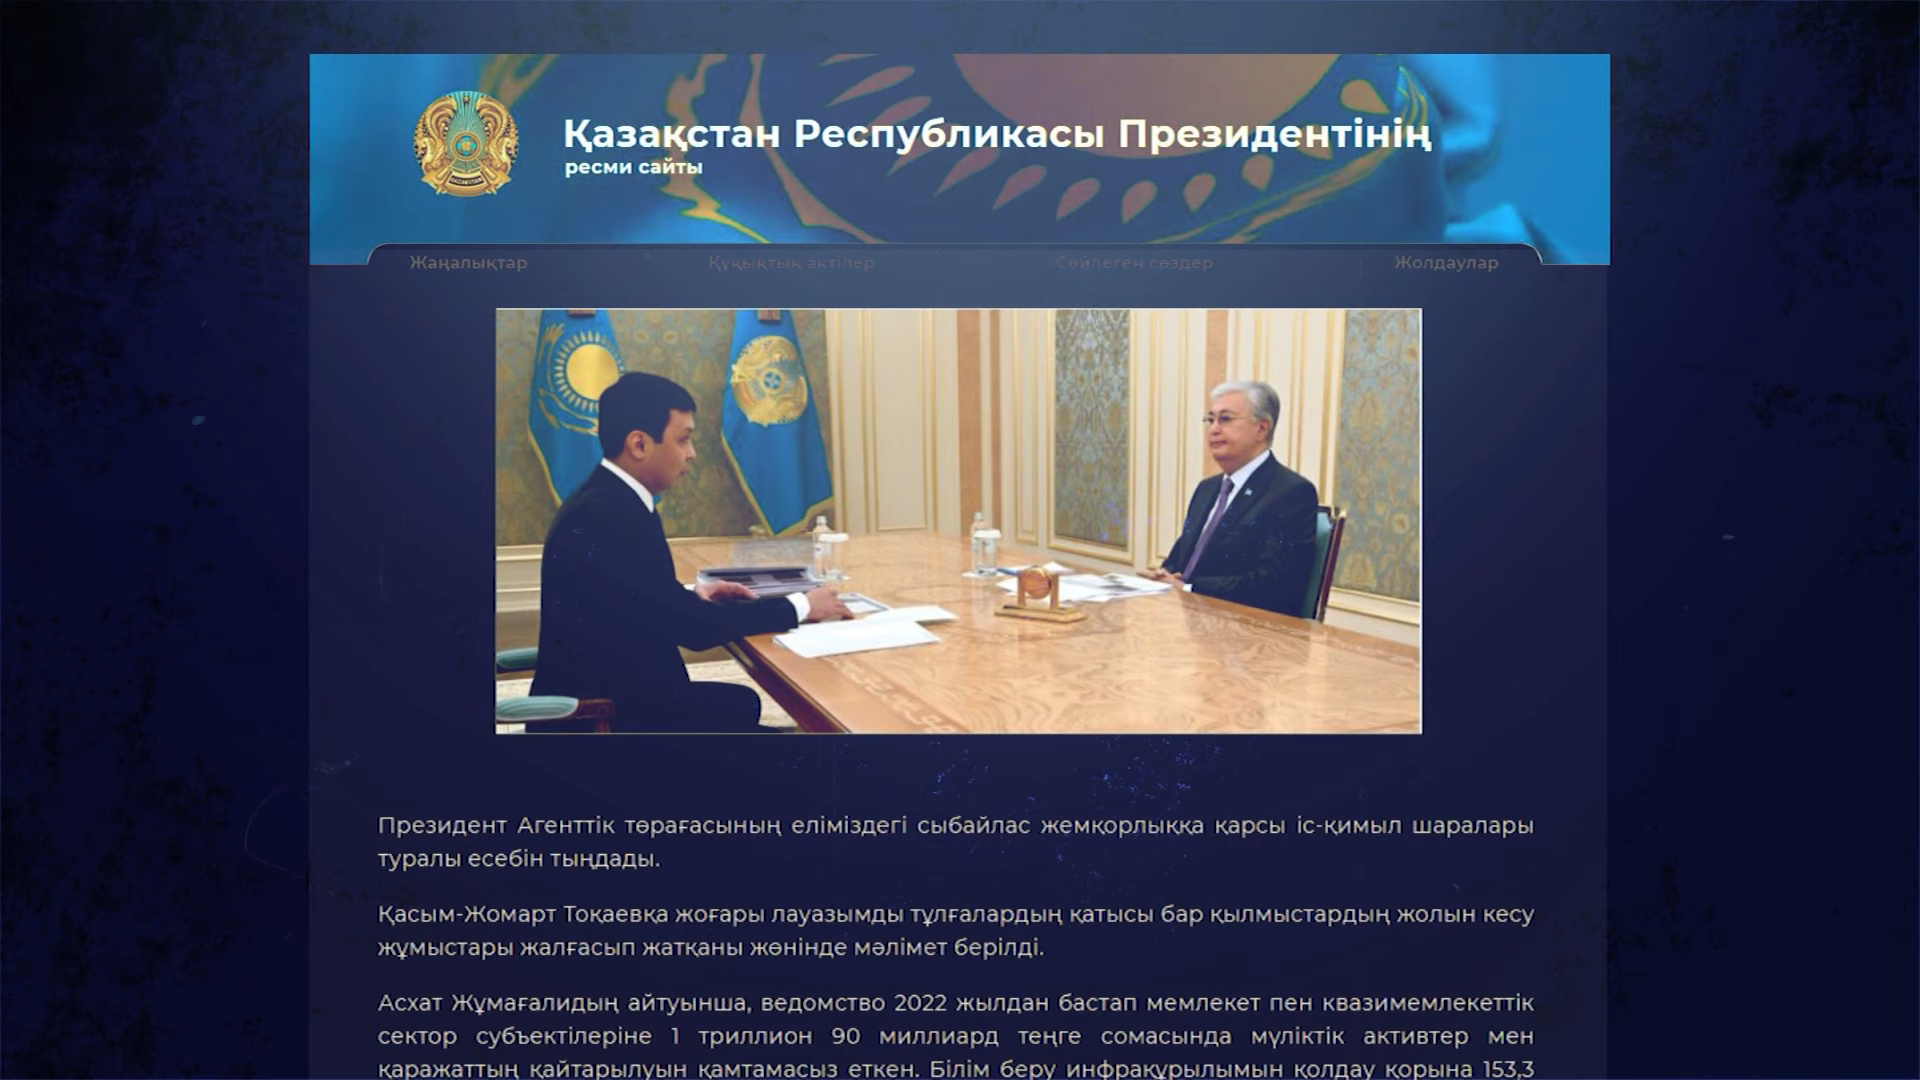 Қазақстан Республикасы Президентінің
ресми сайты
Жаңалықтар
Құқықтық актілер
Сөйлеген сөздер
Жолдаулар
Президент Агенттік төрағасының еліміздегі сыбайлас жемқорлыққа қарсы іс-қимыл шаралары
туралы есебін тыңдады.
Қасым-Жомарт Тоқаевқа жоғары лауазымды тұлғалардың қатысы бар қылмыстардың жолын кесу
жұмыстары жалғасып жатқаны жөнінде мәлімет берілді.
Асхат Жұмағалидың айтуынша, ведомство 2022 жылдан бастап мемлекет пен квазимемлекеттік
сектор субъектілеріне 1 триллион 90 миллиард теңге сомасында мүліктік активтер мен
қаражаттың қайтарылуын қамтамасыз еткен. Білім беру инфрақұрылымын қолдау қорына 153,3